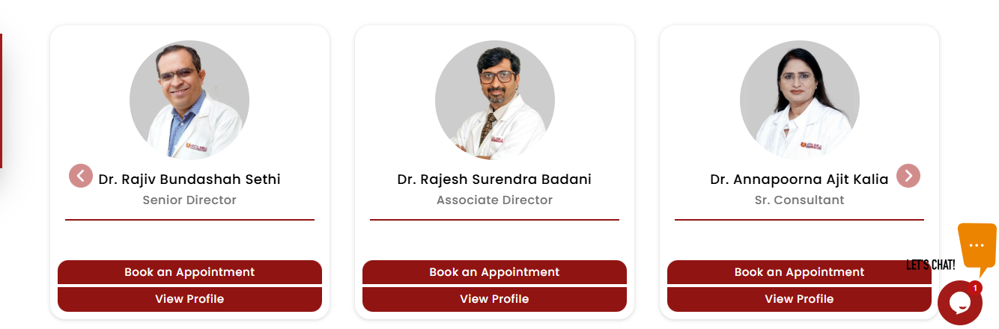 Dr. Rajiv Bundashah Sethi
Senior Director
Book an Appointment
View Profile
Dr. Rajesh Surendra Badani
Associate Director
Book an Appointment
View Profile
Dr. Annapoorna Ajit Kalia
Sr. Consultant
Book an Appointment
View Profile
LET'S CHAT!
1